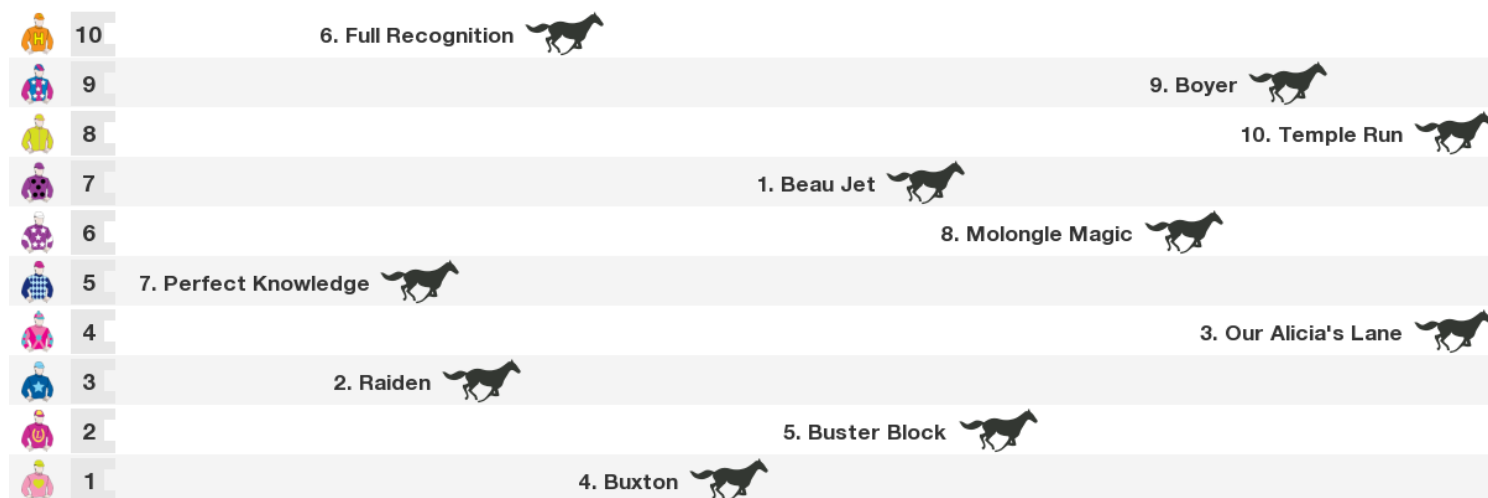 10 6. Full Recognition
9 9. Boyer
8 10. Temple Run
7 1. Beau Jet
6 8. Molongle Magic
5 7. Perfect Knowledge
4 3. Our Alicia's Lane
3 2. Raiden
2 5. Buster Block
1 4. Buxton